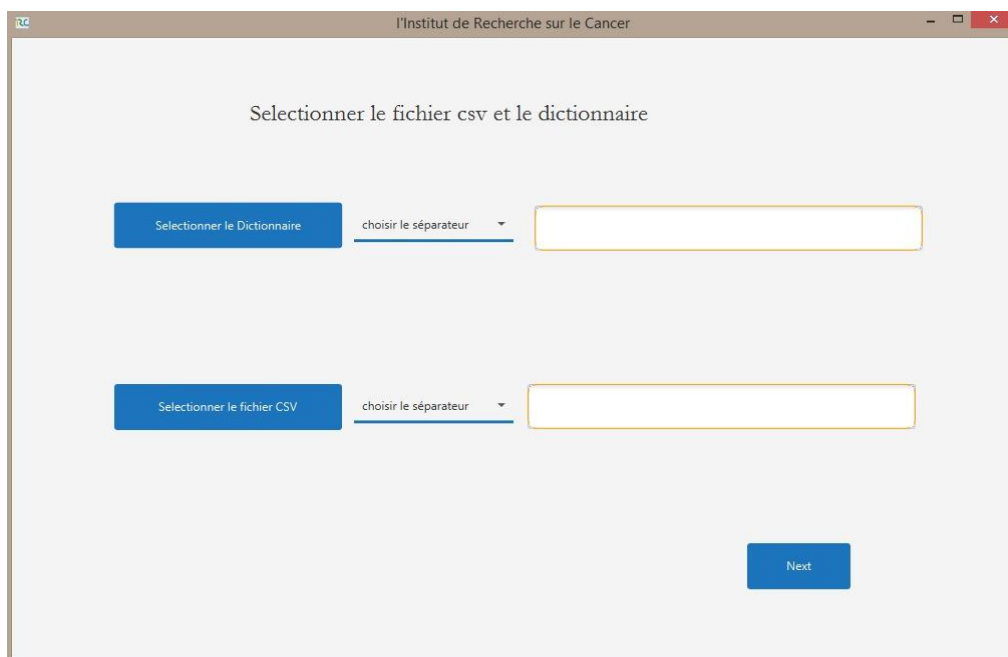 IRC
l'Institut de Recherche sur le Cancer
Selectionner le fichier csv et le dictionnaire
Selectionner le Dictionnaire
choisir le séparateur
Selectionner le fichier CSV
choisir le séparateur
Next